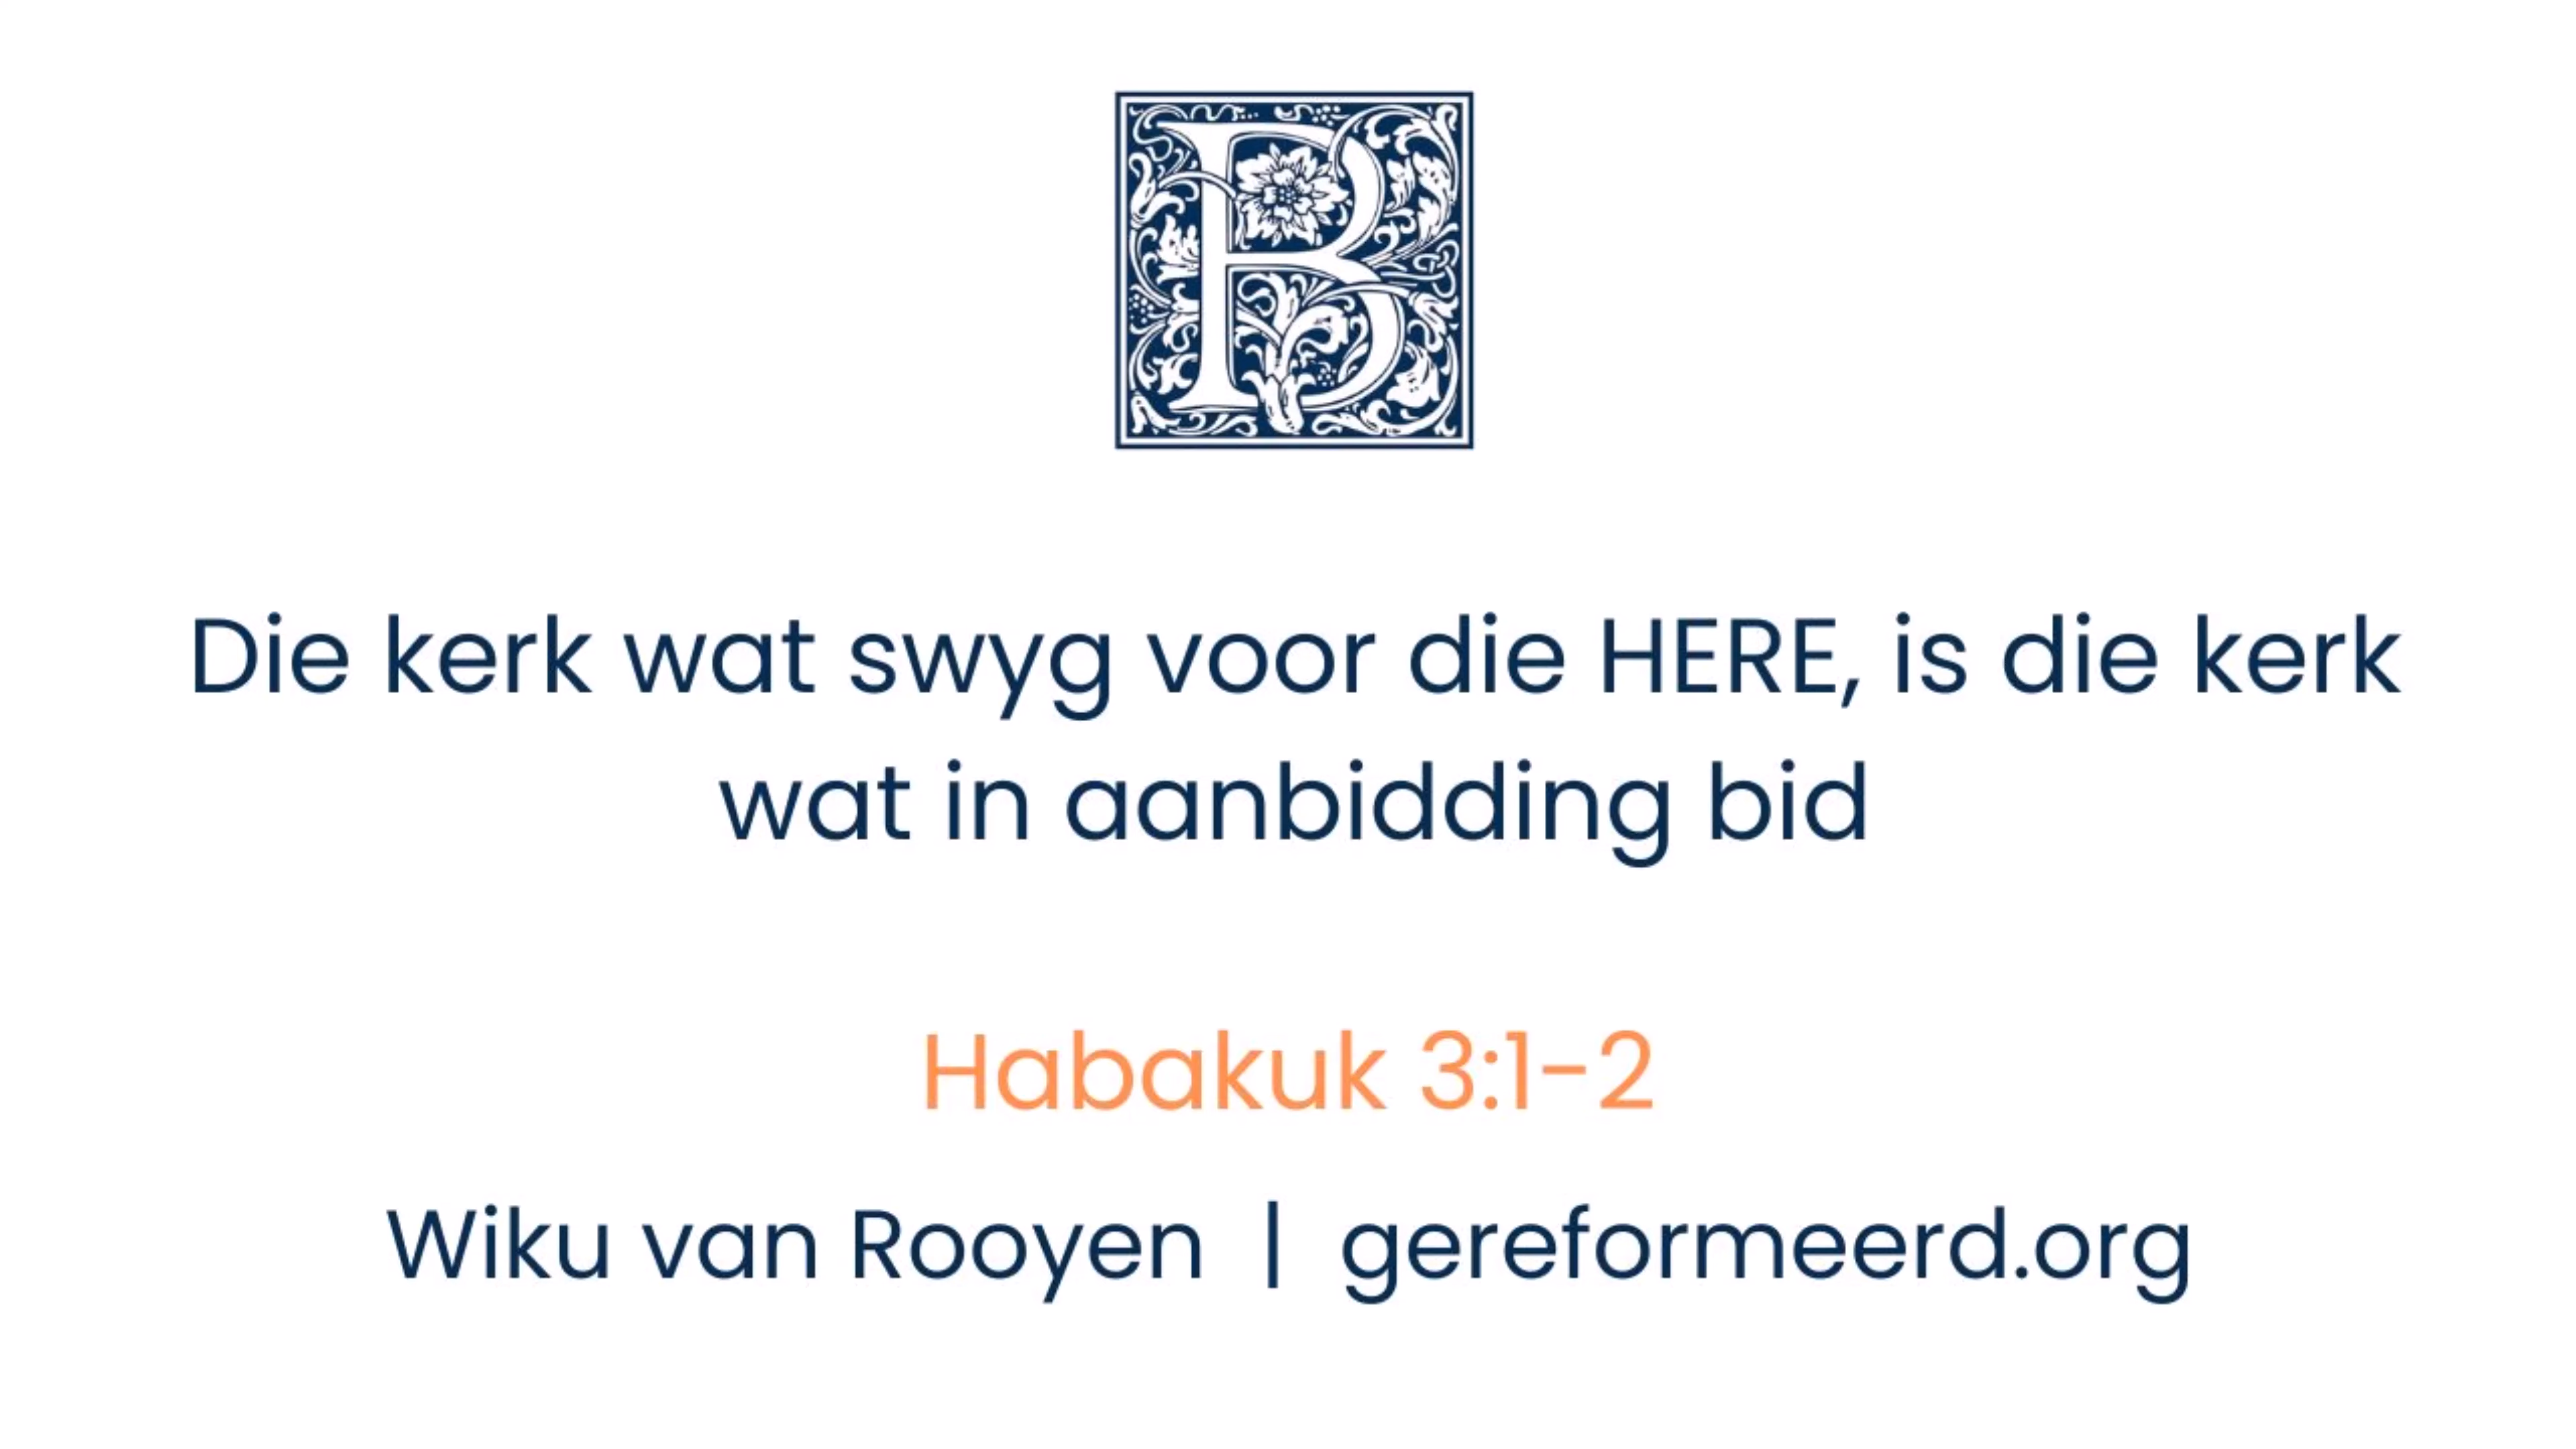 B
Die kerk wat swyg voor die HERE, is die kerk
wat in aanbidding bid
Habakuk 3:1-2
Wiku van Rooyen | gereformeerd.org